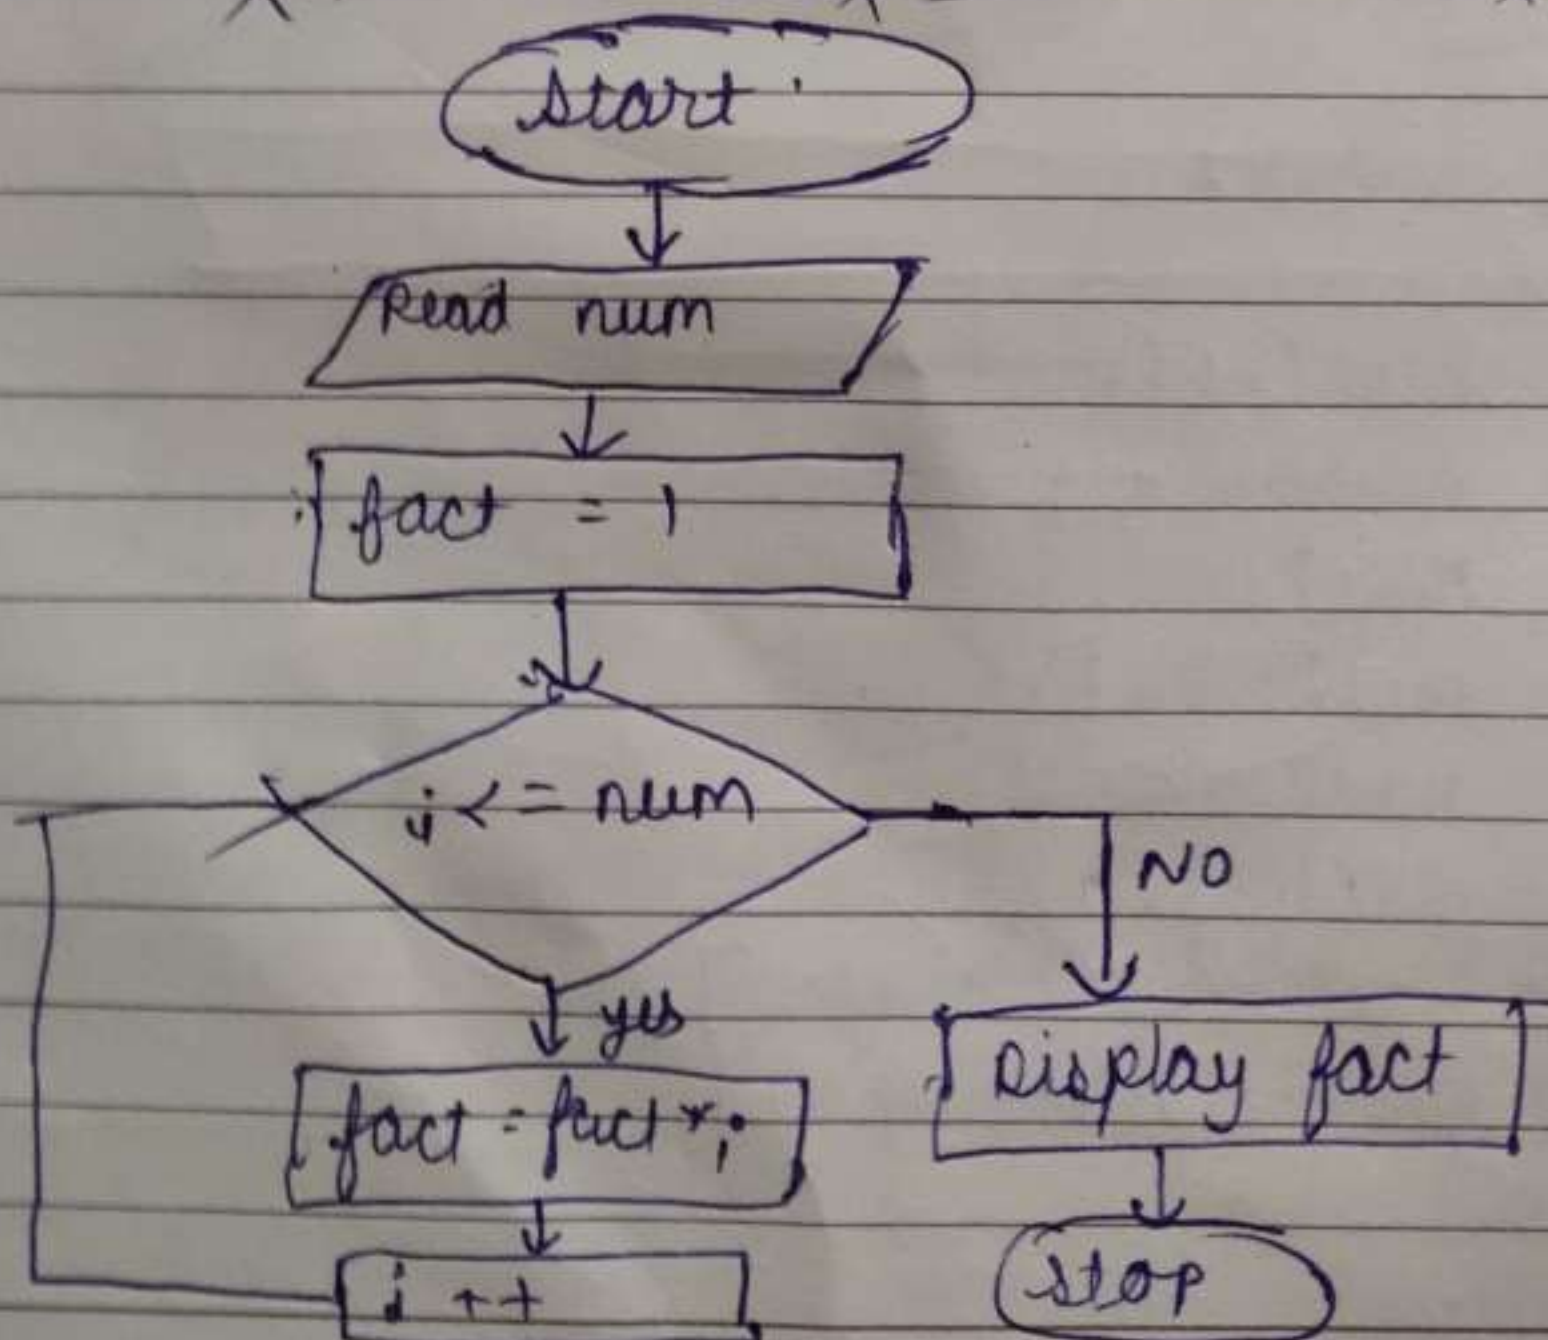 Start
Read num
fact = 1
i <= num
NO
yes
Display fact
fact = fact * i
i ++
stop